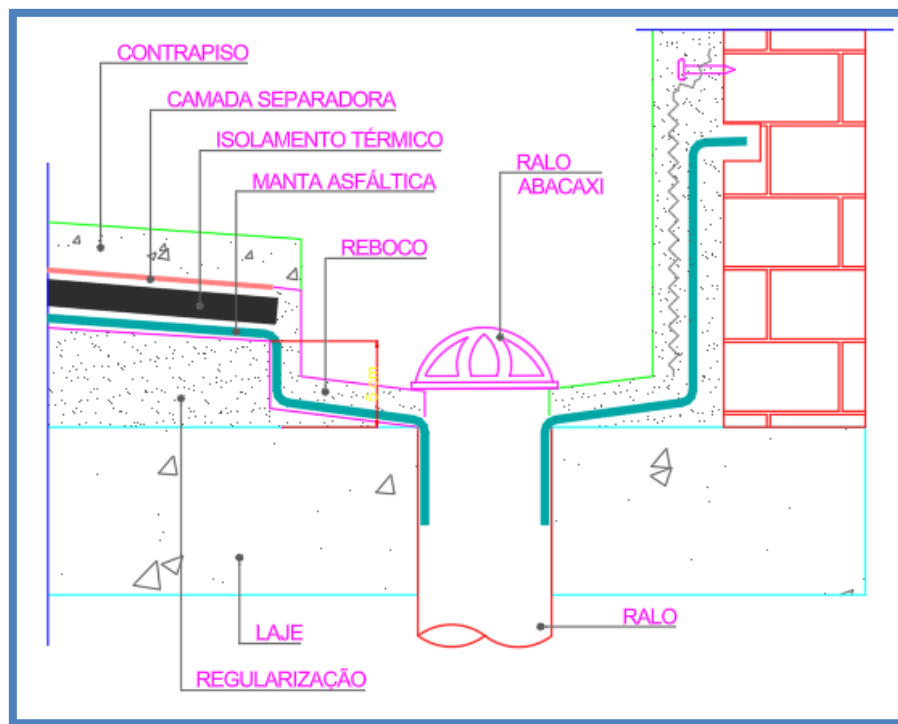 CONTRAPISO
CAMADA SEPARADORA
ISOLAMENTO TÉRMICO
MANTA ASFÁLTICA
RALO
ABACAXI
REBOCO
RALO
LAJE
REGULARIZAÇÃO